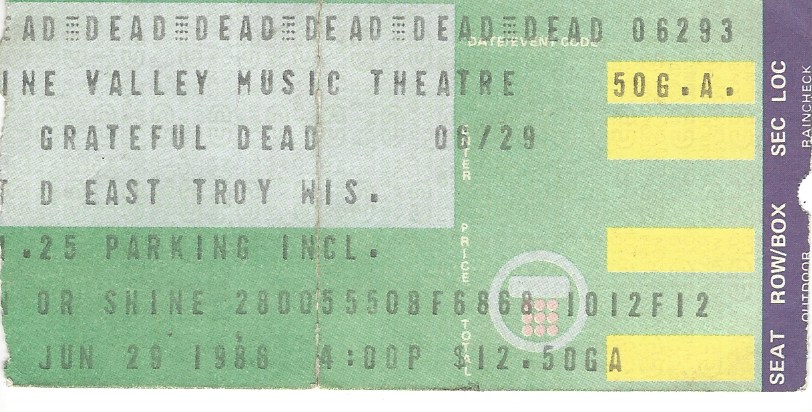 EAD DEAD DEAD DEAD DEAD DEAD 06293
DATE/EVENT CODE
INE VALLEY MUSIC THEATRE 50G.A.
GRATEFUL DEAD 06/29
ENTER
T D EAST TROY WIS.
.25 PARKING INCL.
PRICE
N OR SHINE 280055508F6868 1012F12
TOTAL
JUN 29 1986 4:00P $12.50GA
SEAT ROW/BOX SEC LOC
OUTDOOR RAINCHECK